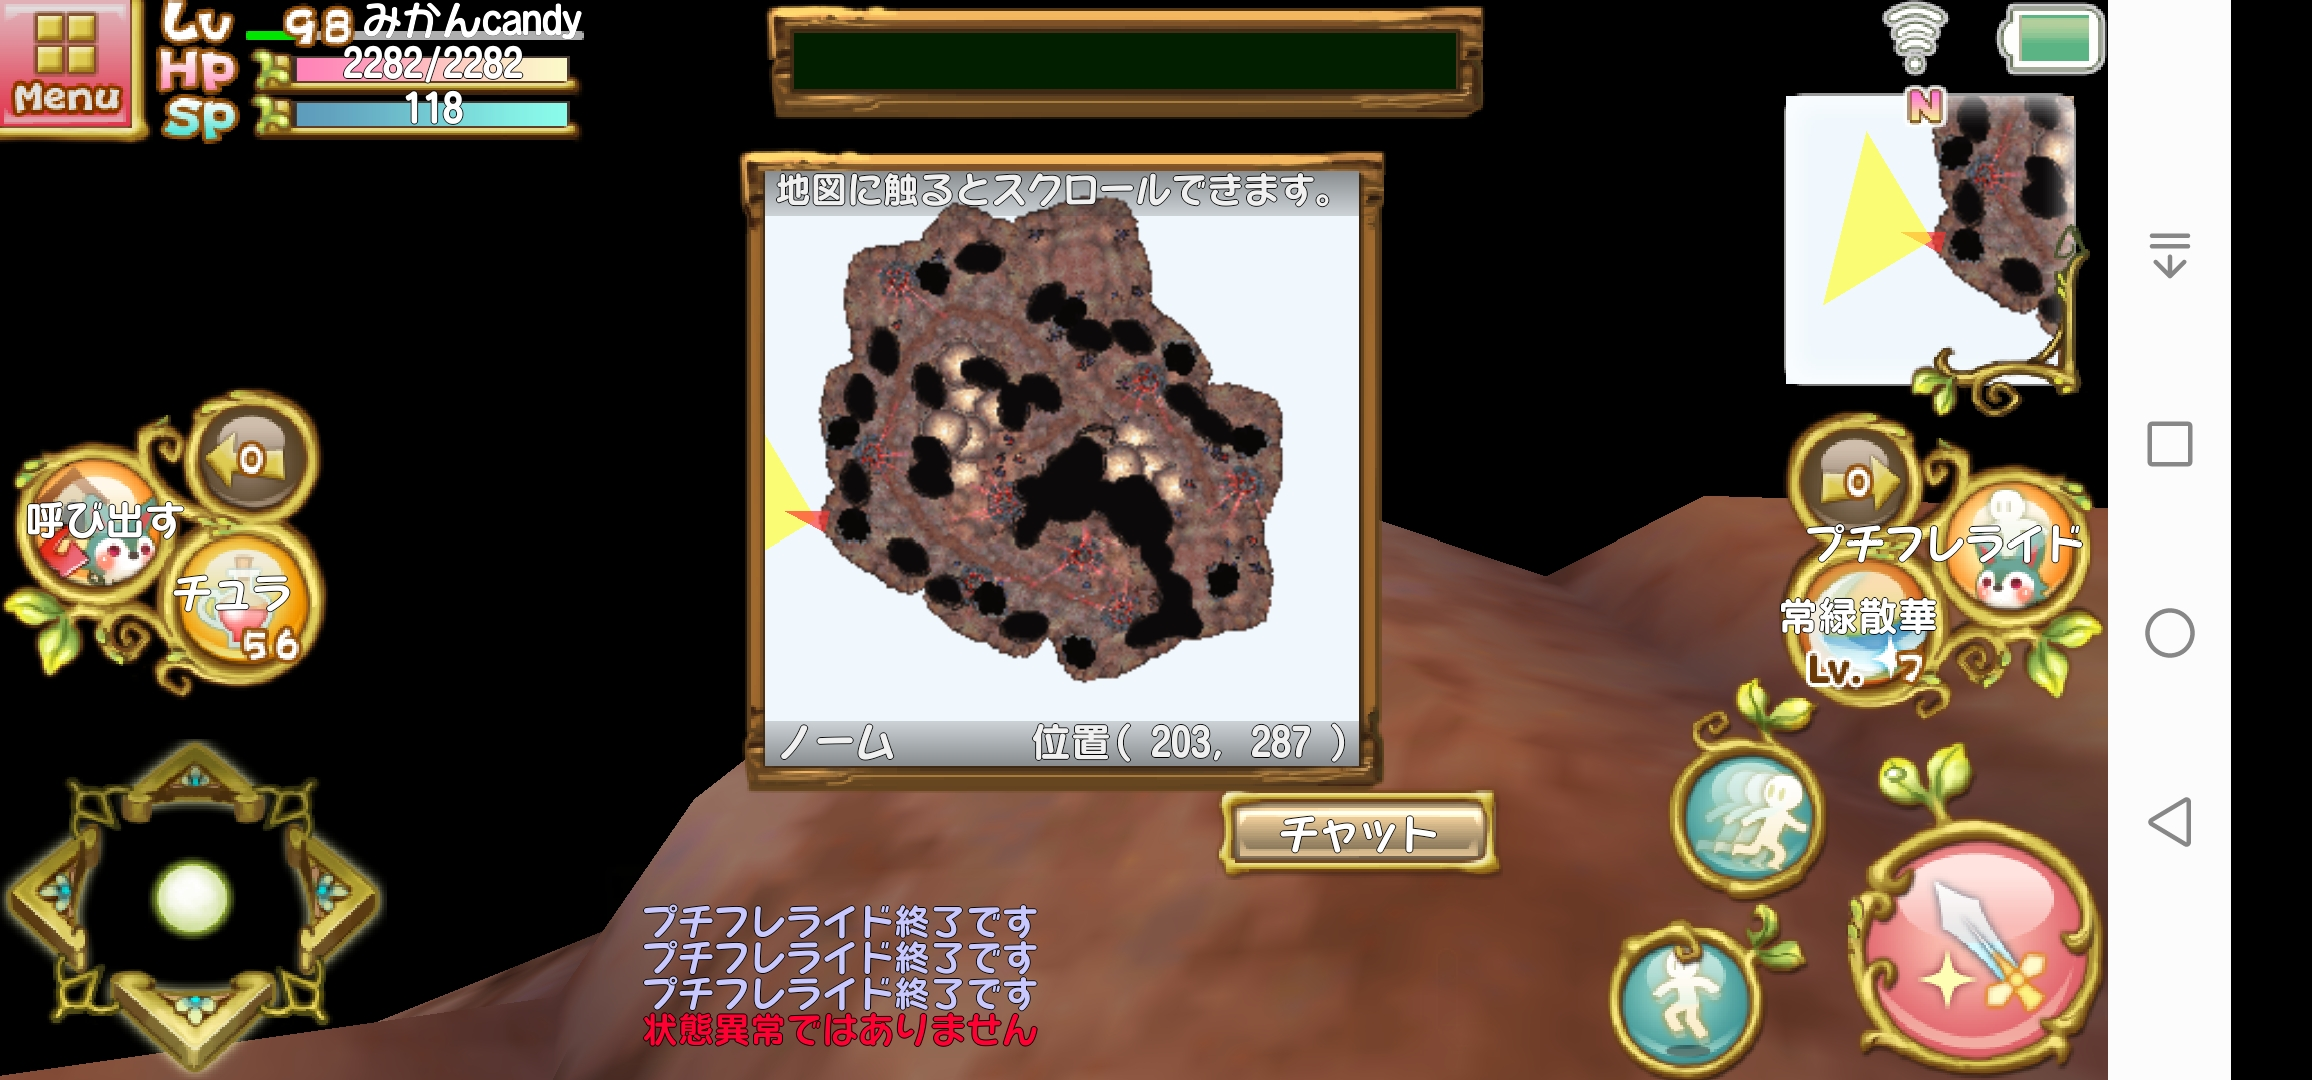 Menu
Lv 98 みかんcandy
Hp 2282/2282
Sp 118
N
地図に触るとスクロールできます。
ノーム 位置( 203, 287 )
0
呼び出す
チュラ
56
0
プチフレライド
常緑散華
Lv. 7
チャット
プチフレライド終了です
プチフレライド終了です
プチフレライド終了です
状態異常ではありません